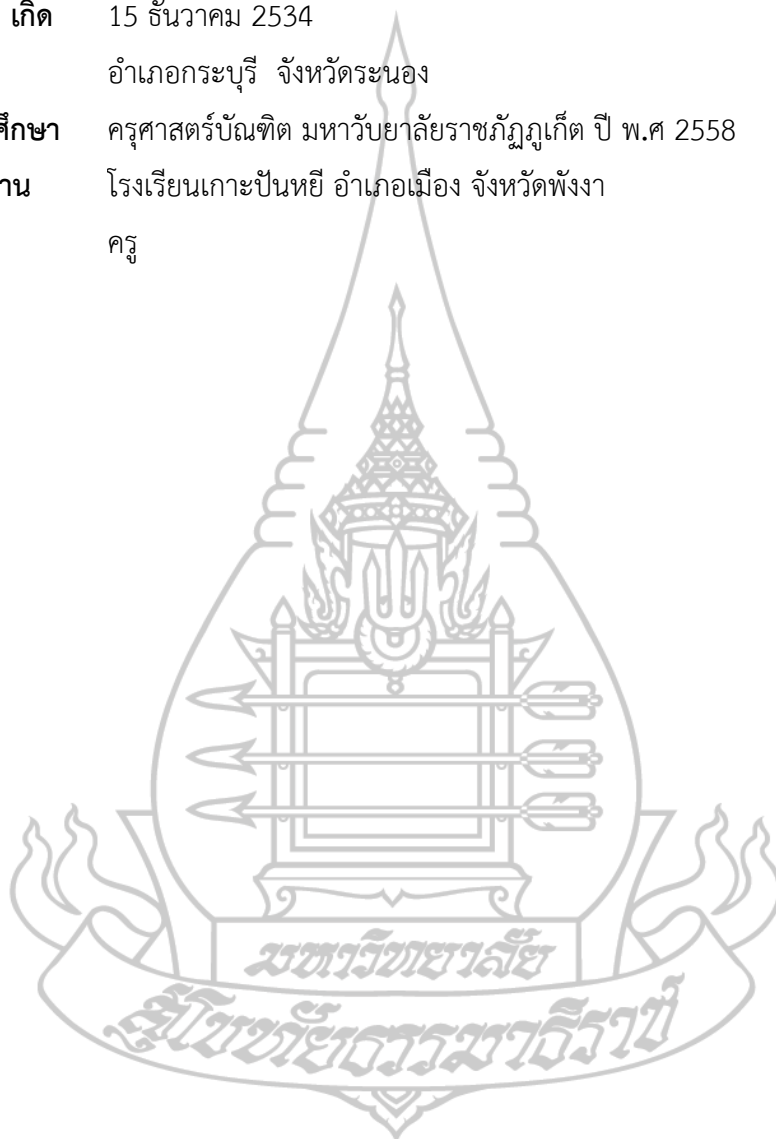 เกิด 15 ธันวาคม 2534
อำเภอกระบุรี จังหวัดระนอง
ศึกษา ครุศาสตร์บัณฑิต มหาวับยาลัยราชภัฏภูเก็ต ปี พ.ศ 2558
าน โรงเรียนเกาะปันหยี อำเภอเมือง จังหวัดพังงา
ครู
มหาวิทยาลัย
สุโขทัยธรรมาธิราช